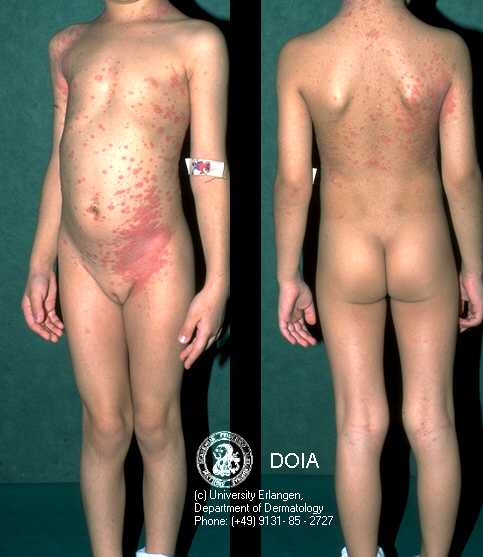 DOIA
(c) University Erlangen,
Department of Dermatology
Phone: (+49) 9131- 85 - 2727